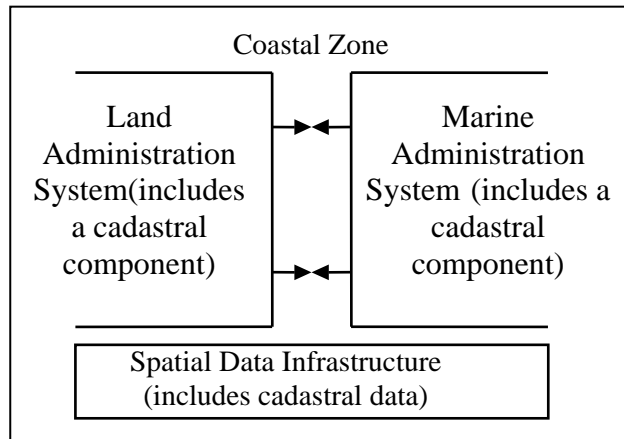 Coastal Zone
Land
Administration
System(includes
a cadastral
component)
Marine
Administration
System (includes a
cadastral
component)
Spatial Data Infrastructure
(includes cadastral data)